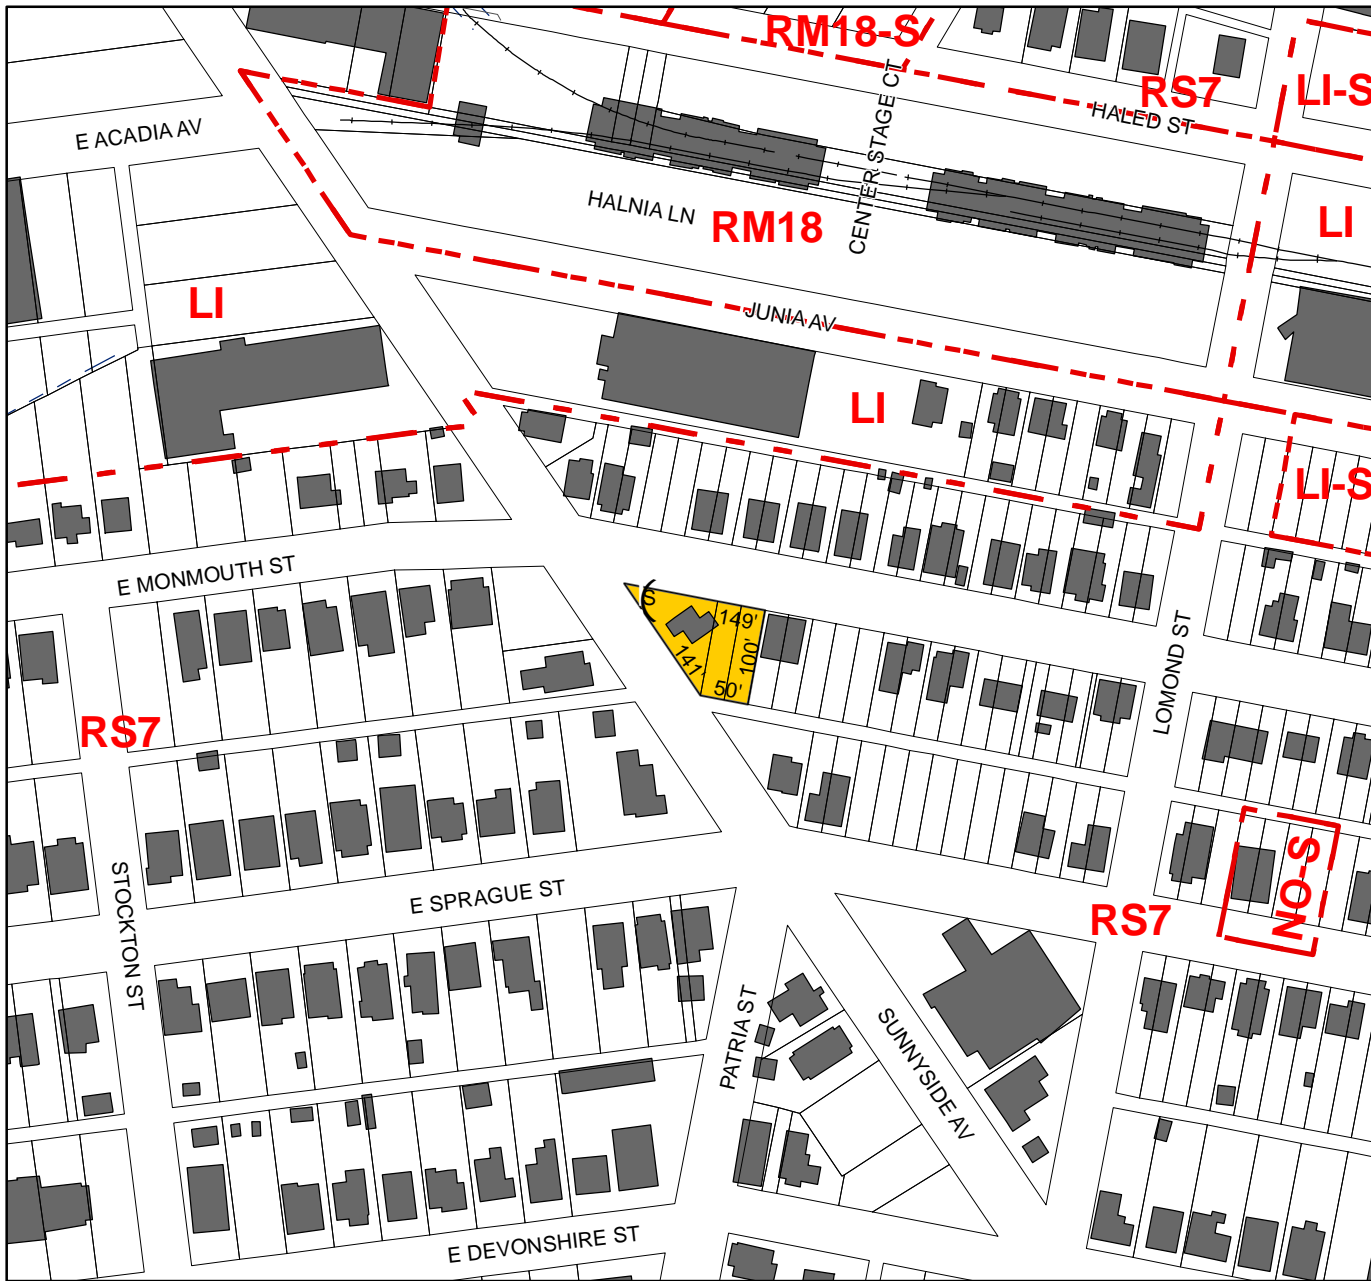 RM18-S
CENTER STAGE CT
RS7
LI-S
HALED ST
E ACADIA AV
HALNIA LN
RM18
LI
LI
JUNIA AV
LI
LI-S
E MONMOUTH ST
S
149'
100'
141'
50'
LOMOND ST
RS7
NO-S
STOCKTON ST
E SPRAGUE ST
RS7
PATRIA ST
SUNNYSIDE AV
E DEVONSHIRE ST